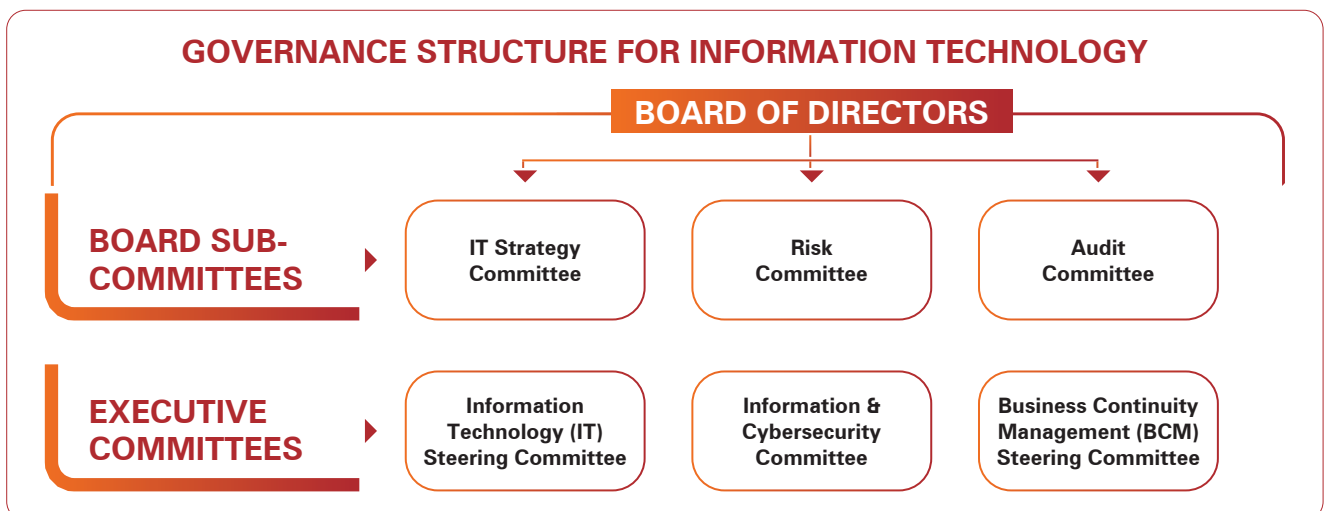 GOVERNANCE STRUCTURE FOR INFORMATION TECHNOLOGY
BOARD OF DIRECTORS
BOARD SUB-
COMMITTEES
IT Strategy
Committee
Risk
Committee
Audit
Committee
EXECUTIVE
COMMITTEES
Information
Technology (IT)
Steering Committee
Information &
Cybersecurity
Committee
Business Continuity
Management (BCM)
Steering Committee